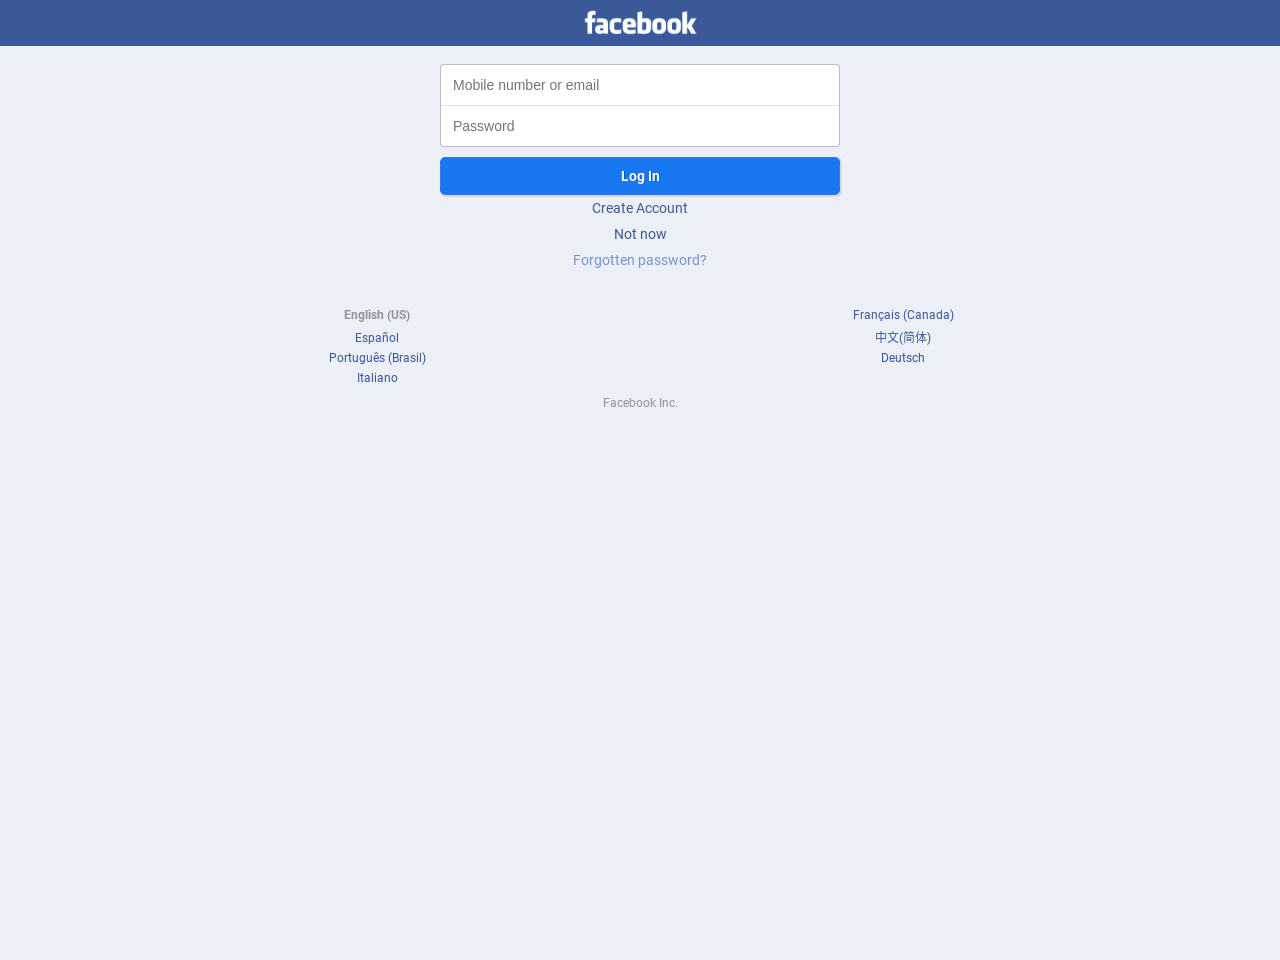 facebook
Mobile number or email
Password
Log In
Create Account
Not now
Forgotten password?
English (US)
Español
Português (Brasil)
Italiano
Français (Canada)
中文(简体)
Deutsch
Facebook Inc.